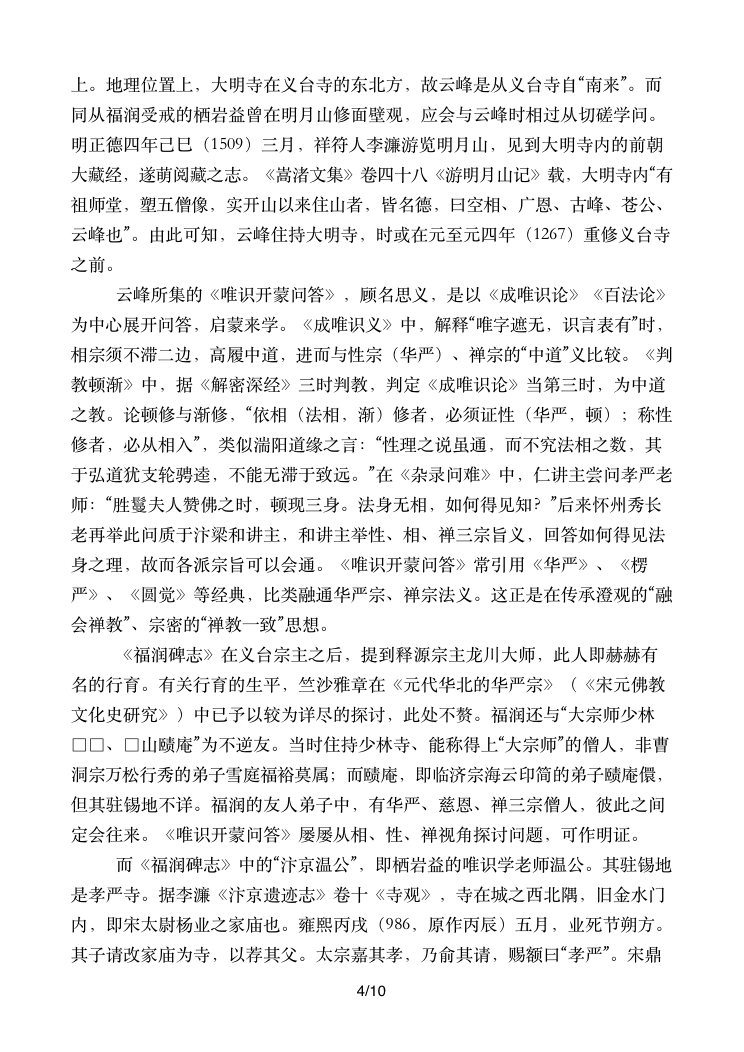 上。地理位置上，大明寺在义台寺的东北方，故云峰是从义台寺自“南来”。而
同从福润受戒的栖岩益曾在明月山修面壁观，应会与云峰时相过从切磋学问。
明正德四年己巳（1509）三月，祥符人李濂游览明月山，见到大明寺内的前朝
大藏经，遂萌阅藏之志。《嵩渚文集》卷四十八《游明月山记》载，大明寺内“有
祖师堂，塑五僧像，实开山以来住山者，皆名德，曰空相、广恩、古峰、苍公、
云峰也”。由此可知，云峰住持大明寺，时或在元至元四年（1267）重修义台寺
之前。
云峰所集的《唯识开蒙问答》，顾名思义，是以《成唯识论》《百法论》
为中心展开问答，启蒙来学。《成唯识义》中，解释“唯字遮无，识言表有”时，
相宗须不滞二边，高履中道，进而与性宗（华严）、禅宗的“中道”义比较。《判
教顿渐》中，据《解密深经》三时判教，判定《成唯识论》当第三时，为中道
之教。论顿修与渐修，“依相（法相，渐）修者，必须证性（华严，顿）；称性
修者，必从相入”，类似湍阳道缘之言：“性理之说虽通，而不究法相之数，其
于弘道犹支轮骋逵，不能无滞于致远。”在《杂录问难》中，仁讲主尝问孝严老
师：“胜鬘夫人赞佛之时，顿现三身。法身无相，如何得见知？”后来怀州秀长
老再举此问质于汴梁和讲主，和讲主举性、相、禅三宗旨义，回答如何得见法
身之理，故而各派宗旨可以会通。《唯识开蒙问答》常引用《华严》、《楞
严》、《圆觉》等经典，比类融通华严宗、禅宗法义。这正是在传承澄观的“融
会禅教”、宗密的“禅教一致”思想。
《福润碑志》在义台宗主之后，提到释源宗主龙川大师，此人即赫赫有
名的行育。有关行育的生平，竺沙雅章在《元代华北的华严宗》（《宋元佛教
文化史研究》）中已予以较为详尽的探讨，此处不赘。福润还与“大宗师少林
□□、□山赜庵”为不逆友。当时住持少林寺、能称得上“大宗师”的僧人，非曹
洞宗万松行秀的弟子雪庭福裕莫属；而赜庵，即临济宗海云印简的弟子赜庵儇，
但其驻锡地不详。福润的友人弟子中，有华严、慈恩、禅三宗僧人，彼此之间
定会往来。《唯识开蒙问答》屡屡从相、性、禅视角探讨问题，可作明证。
而《福润碑志》中的“汴京温公”，即栖岩益的唯识学老师温公。其驻锡地
是孝严寺。据李濂《汴京遗迹志》卷十《寺观》，寺在城之西北隅，旧金水门
内，即宋太尉杨业之家庙也。雍熙丙戌（986，原作丙辰）五月，业死节朔方。
其子请改家庙为寺，以荐其父。太宗嘉其孝，乃俞其请，赐额曰“孝严”。宋鼎
4/10